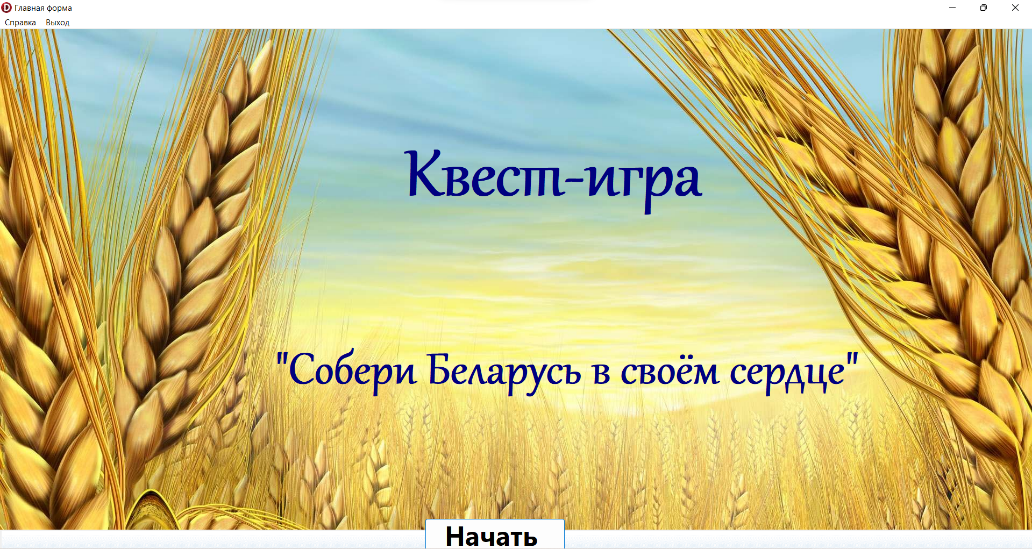 Главная форма
Справка Выход
Квест-игра
"Собери Беларусь в своём сердце"
Начать